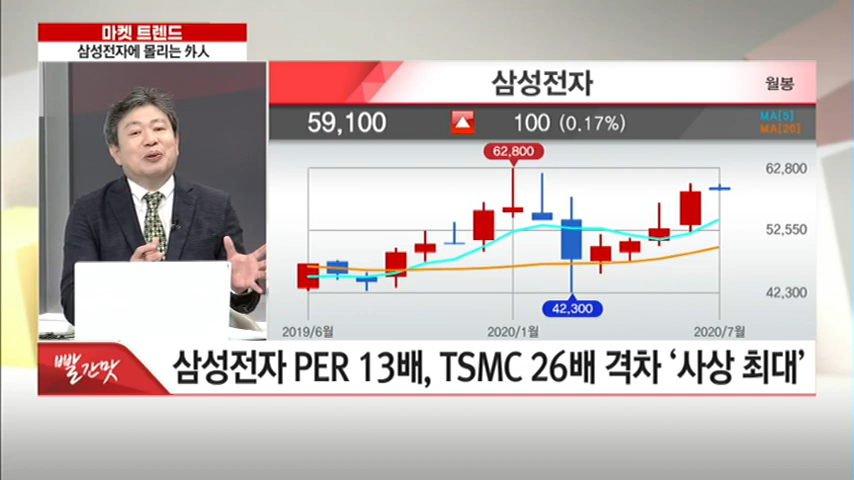 마켓 트렌드
삼성전자에 몰리는 外人
삼성전자
월봉
59,100 ▲ 100 (0.17%)
MA[5]
MA[20]
62,800
62,800
52,550
42,300
42,300
2019/6월 2020/1월 2020/7월
빨간맛
삼성전자 PER 13배, TSMC 26배 격차 ‘사상 최대’